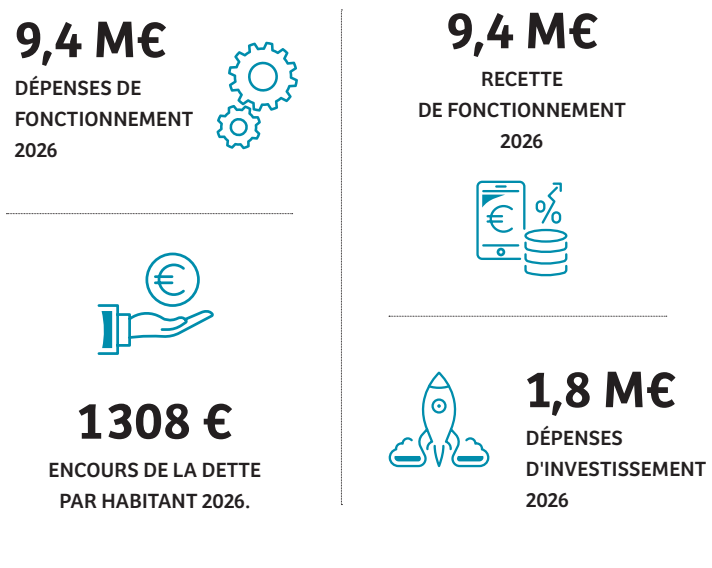 9,4 M€
DÉPENSES DE
FONCTIONNEMENT
2026
9,4 M€
RECETTE
DE FONCTIONNEMENT
2026
€
%
€
1308 €
ENCOURS DE LA DETTE
PAR HABITANT 2026.
1,8 M€
DÉPENSES
D'INVESTISSEMENT
2026